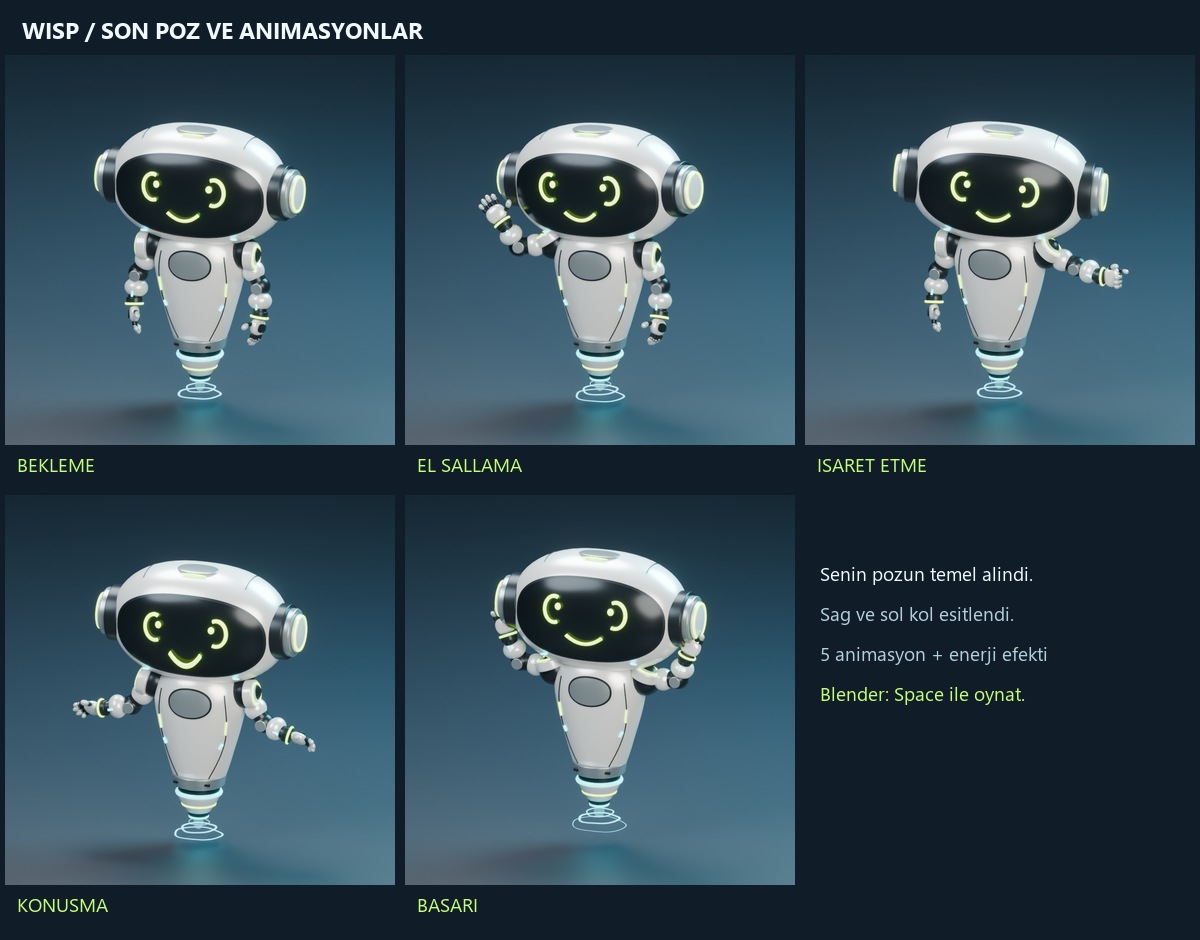 WISP / SON POZ VE ANIMASYONLAR
BEKLEME
EL SALLAMA
ISARET ETME
Senin pozun temel alindi.
Sag ve sol kol esitlendi.
5 animasyon + enerji efekti
Blender: Space ile oynat.
KONUSMA
BASARI